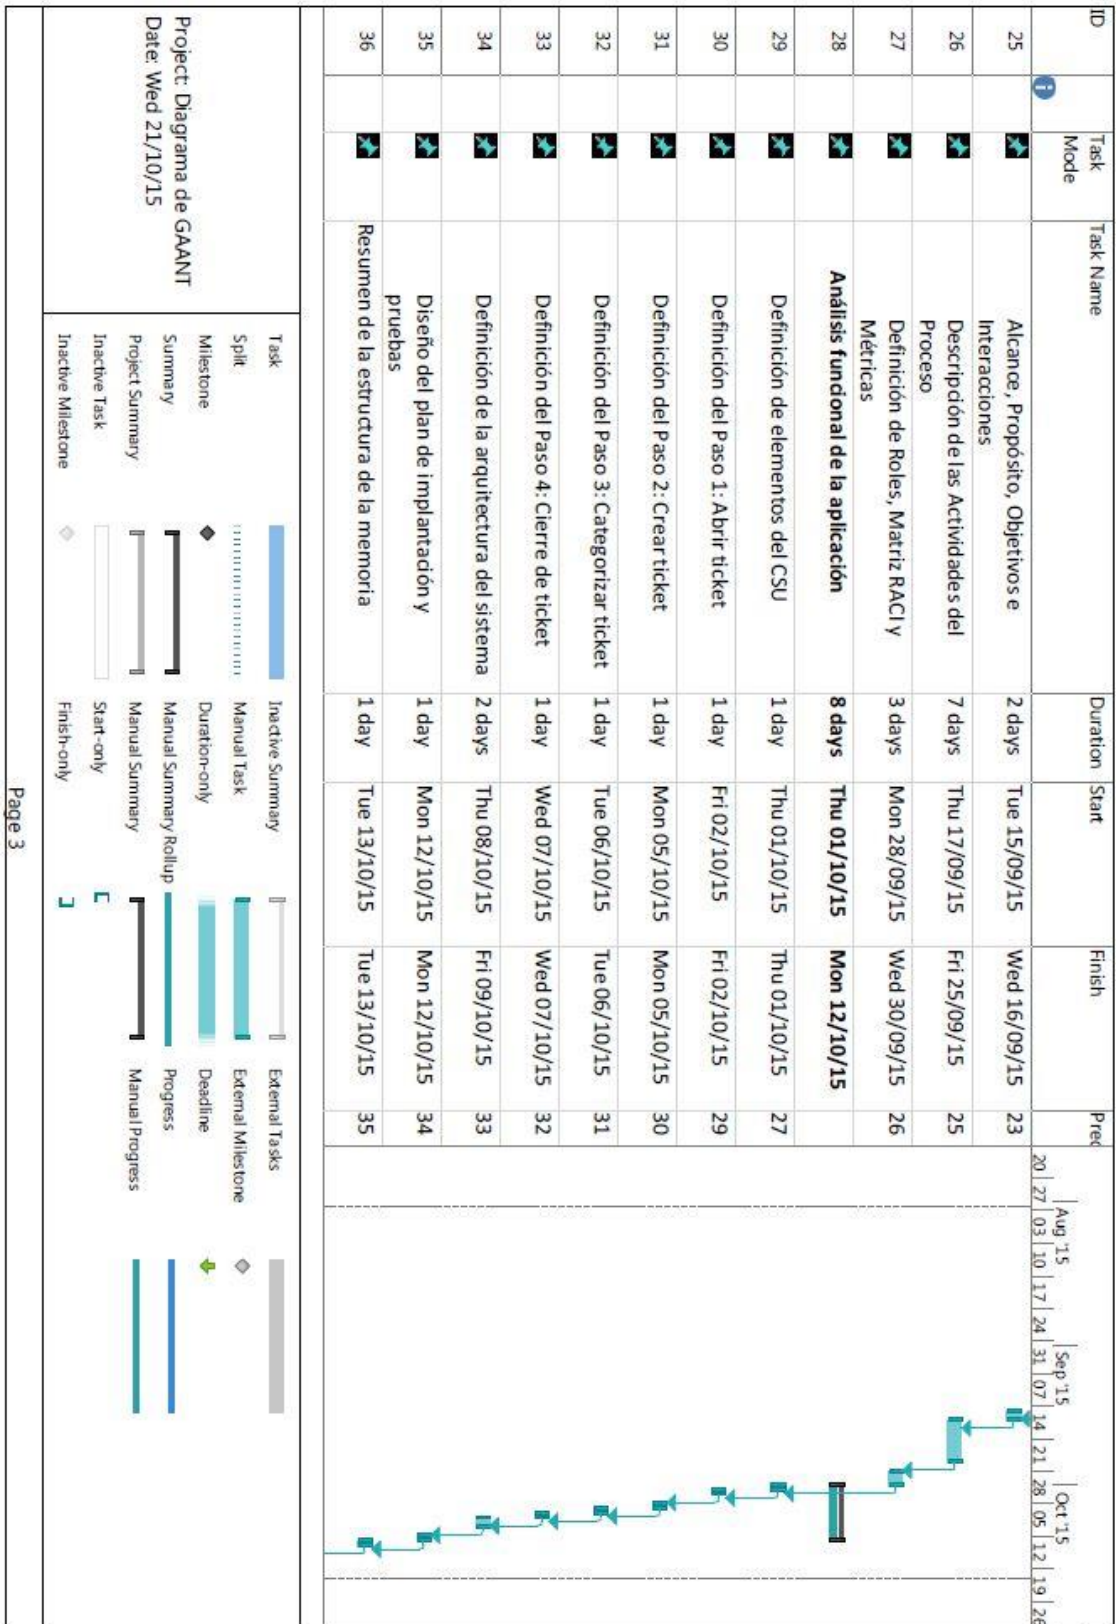 ID Task Mode Task Name Duration Start Finish Prec
20 27 Aug '15 03 10 17 24 31 Sep '15 07 14 21 28 Oct '15 05 12 19 26
25 Alcance, Propósito, Objetivos e 2 days Tue 15/09/15 Wed 16/09/15 23
Interacciones
26 Descripción de las Actividades del 7 days Thu 17/09/15 Fri 25/09/15 25
Proceso
27 Definición de Roles, Matriz RACI y 3 days Mon 28/09/15 Wed 30/09/15 26
Métricas
28 Análisis funcional de la aplicación 8 days Thu 01/10/15 Mon 12/10/15
29 Definición de elementos del CSU 1 day Thu 01/10/15 Thu 01/10/15 27
30 Definición del Paso 1: Abrir ticket 1 day Fri 02/10/15 Fri 02/10/15 29
31 Definición del Paso 2: Crear ticket 1 day Mon 05/10/15 Mon 05/10/15 30
32 Definición del Paso 3: Categorizar ticket 1 day Tue 06/10/15 Tue 06/10/15 31
33 Definición del Paso 4: Cierre de ticket 1 day Wed 07/10/15 Wed 07/10/15 32
34 Definición de la arquitectura del sistema 2 days Thu 08/10/15 Fri 09/10/15 33
35 Diseño del plan de implantación y 1 day Mon 12/10/15 Mon 12/10/15 34
pruebas
36 Resumen de la estructura de la memoria 1 day Tue 13/10/15 Tue 13/10/15 35
Project: Diagrama de GAANT
Date: Wed 21/10/15
Task Inactive Summary External Tasks
Split Manual Task External Milestone
Milestone Duration-only Deadline
Summary Manual Summary Rollup Progress
Project Summary Manual Summary Manual Progress
Inactive Task Start-only
Inactive Milestone Finish-only
Page 3